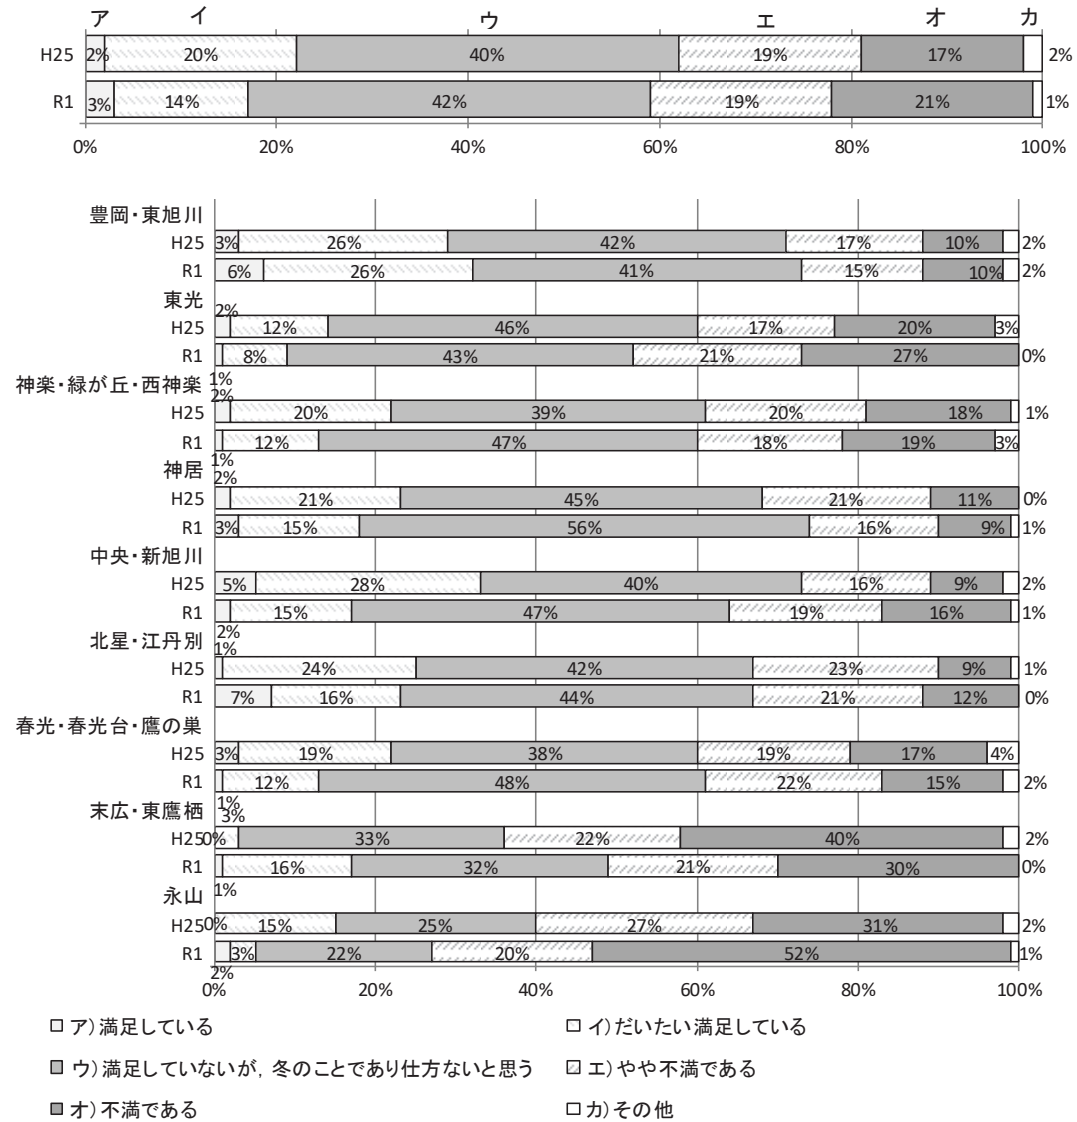 ア イ ウ エ オ カ
H25 2% 20% 40% 19% 17% 2%
R1 3% 14% 42% 19% 21% 1%
0% 20% 40% 60% 80% 100%
豊岡・東旭川
H25 3% 26% 42% 17% 10% 2%
R1 6% 26% 41% 15% 10% 2%
東光
2%
H25 12% 46% 17% 20% 3%
R1 8% 43% 21% 27% 0%
1%
神楽・緑が丘・西神楽
2%
H25 20% 39% 20% 18% 1%
R1 12% 47% 18% 19% 3%
1%
神居
2%
H25 21% 45% 21% 11% 0%
R1 3% 15% 56% 16% 9% 1%
中央・新旭川
H25 5% 28% 40% 16% 9% 2%
R1 15% 47% 19% 16% 1%
2%
北星・江丹別
1%
H25 24% 42% 23% 9% 1%
R1 7% 16% 44% 21% 12% 0%
春光・春光台・鷹の巣
H25 3% 19% 38% 19% 17% 4%
R1 12% 48% 22% 15% 2%
1%
末広・東鷹栖
3%
H25 0% 33% 22% 40% 2%
R1 16% 32% 21% 30% 0%
1%
永山
H25 0% 15% 25% 27% 31% 2%
R1 3% 22% 20% 52% 1%
2%
0% 20% 40% 60% 80% 100%
ア)満足している イ)だいたい満足している
ウ)満足していないが,冬のことであり仕方ないと思う エ)やや不満である
オ)不満である カ)その他